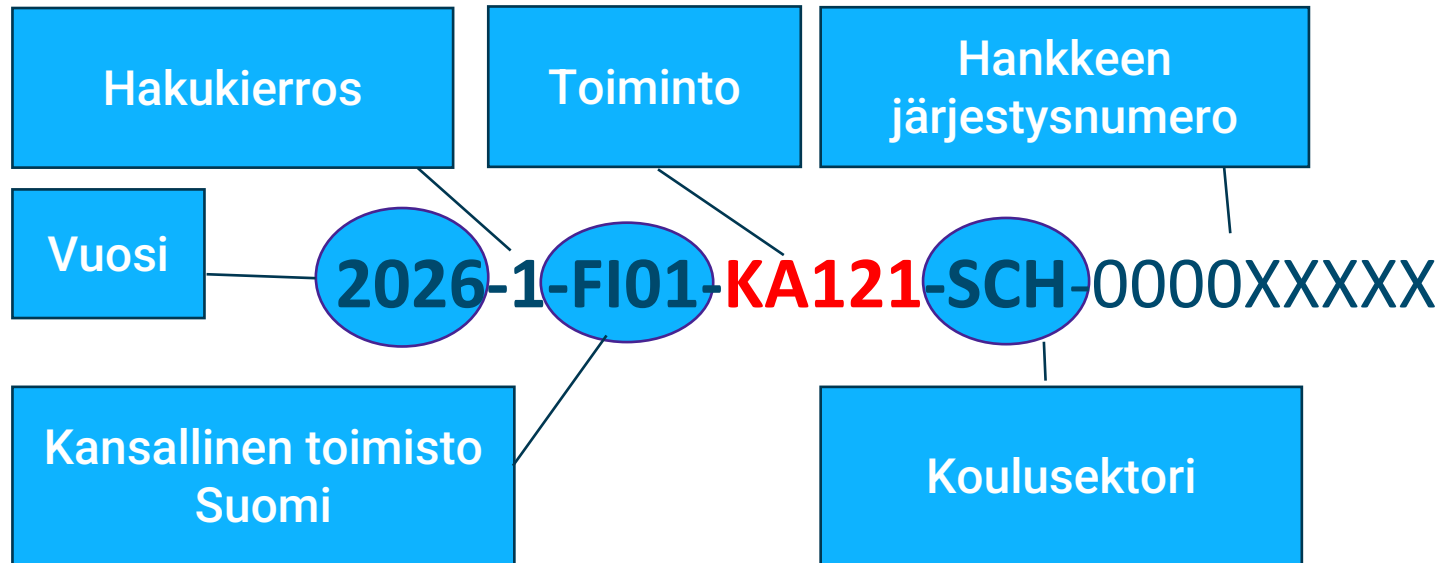 Hakukierros
Toiminto
Hankkeen
järjestysnumero
Vuosi
2026-1-FI01-KA121-SCH-0000XXXXX
Kansallinen toimisto
Suomi
Koulusektori